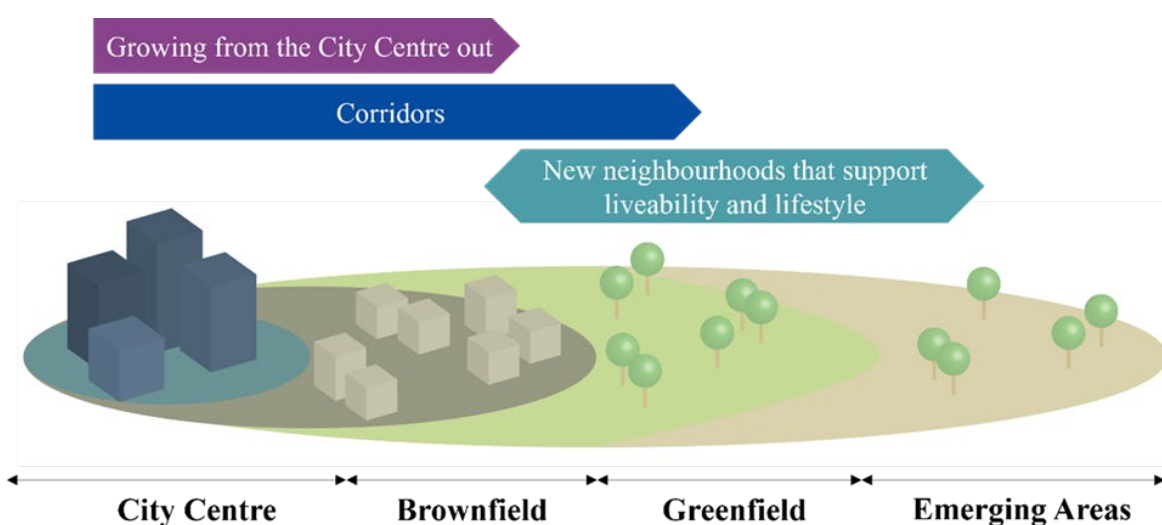 Growing from the City Centre out
Corridors
New neighbourhoods that support
liveability and lifestyle
City Centre
Brownfield
Greenfield
Emerging Areas